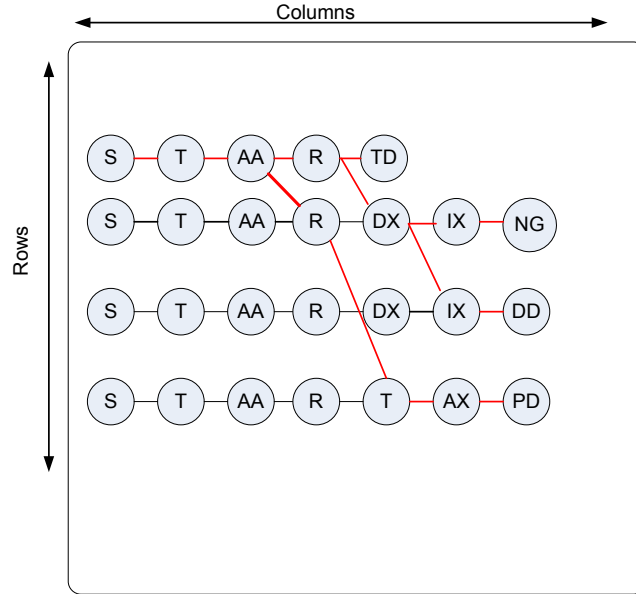 Columns
Rows
S T AA R TD
S T AA R DX IX NG
S T AA R DX IX DD
S T AA R T AX PD